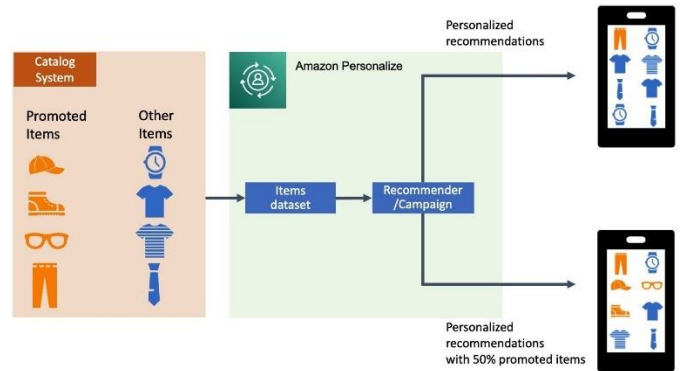 Catalog
System
Promoted
Items
Other
Items
Amazon Personalize
Items
dataset
Recommender
/Campaign
Personalized
recommendations
Personalized
recommendations
with 50% promoted items